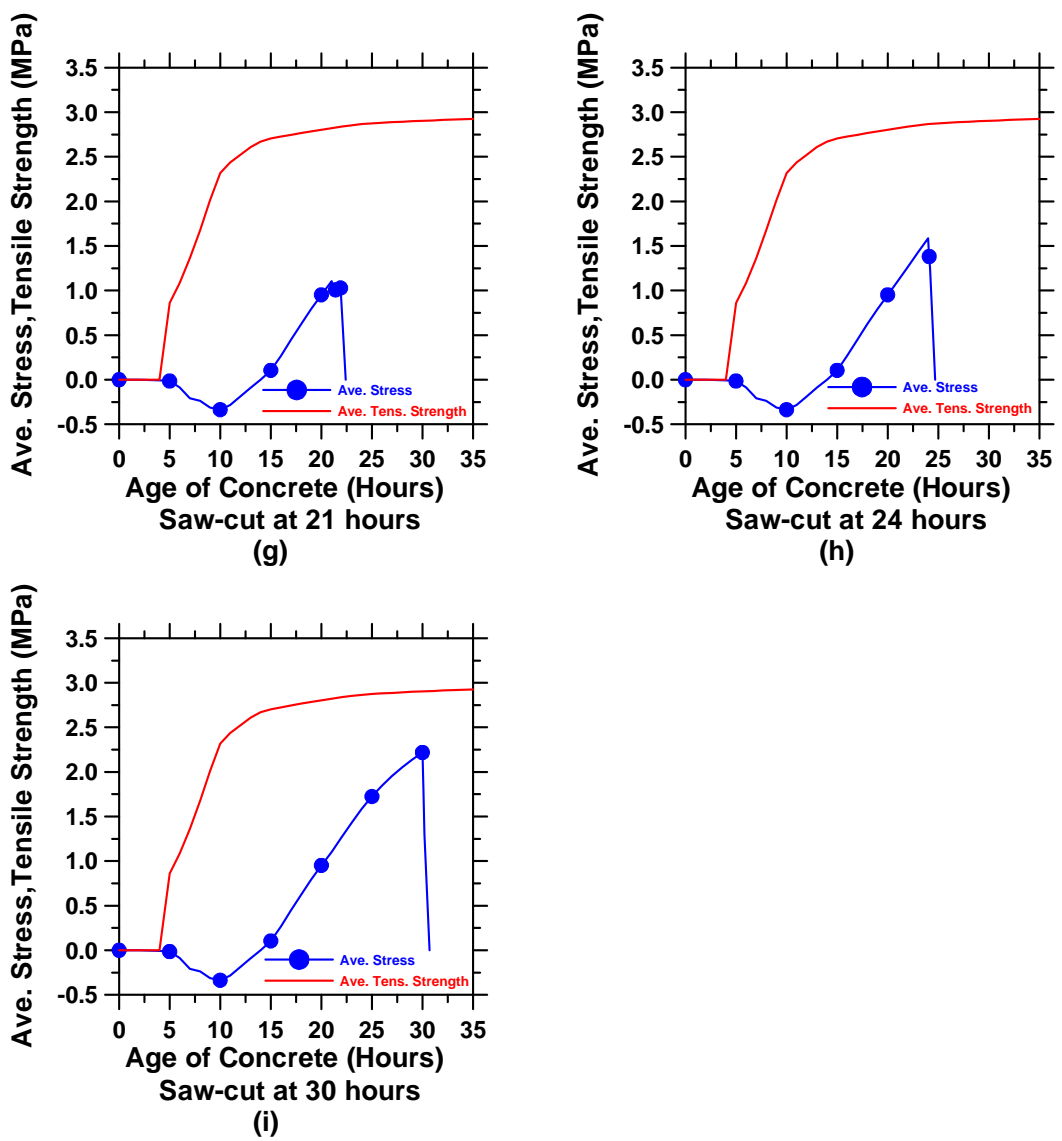 Ave. Stress,Tensile Strength (MPa)
3.5
3.0
2.5
2.0
1.5
1.0
0.5
0.0
-0.5
Ave. Stress
Ave. Tens. Strength
0 5 10 15 20 25 30 35
Age of Concrete (Hours)
Saw-cut at 21 hours
(g)
Ave. Stress,Tensile Strength (MPa)
3.5
3.0
2.5
2.0
1.5
1.0
0.5
0.0
-0.5
Ave. Stress
Ave. Tens. Strength
0 5 10 15 20 25 30 35
Age of Concrete (Hours)
Saw-cut at 24 hours
(h)
Ave. Stress,Tensile Strength (MPa)
3.5
3.0
2.5
2.0
1.5
1.0
0.5
0.0
-0.5
Ave. Stress
Ave. Tens. Strength
0 5 10 15 20 25 30 35
Age of Concrete (Hours)
Saw-cut at 30 hours
(i)